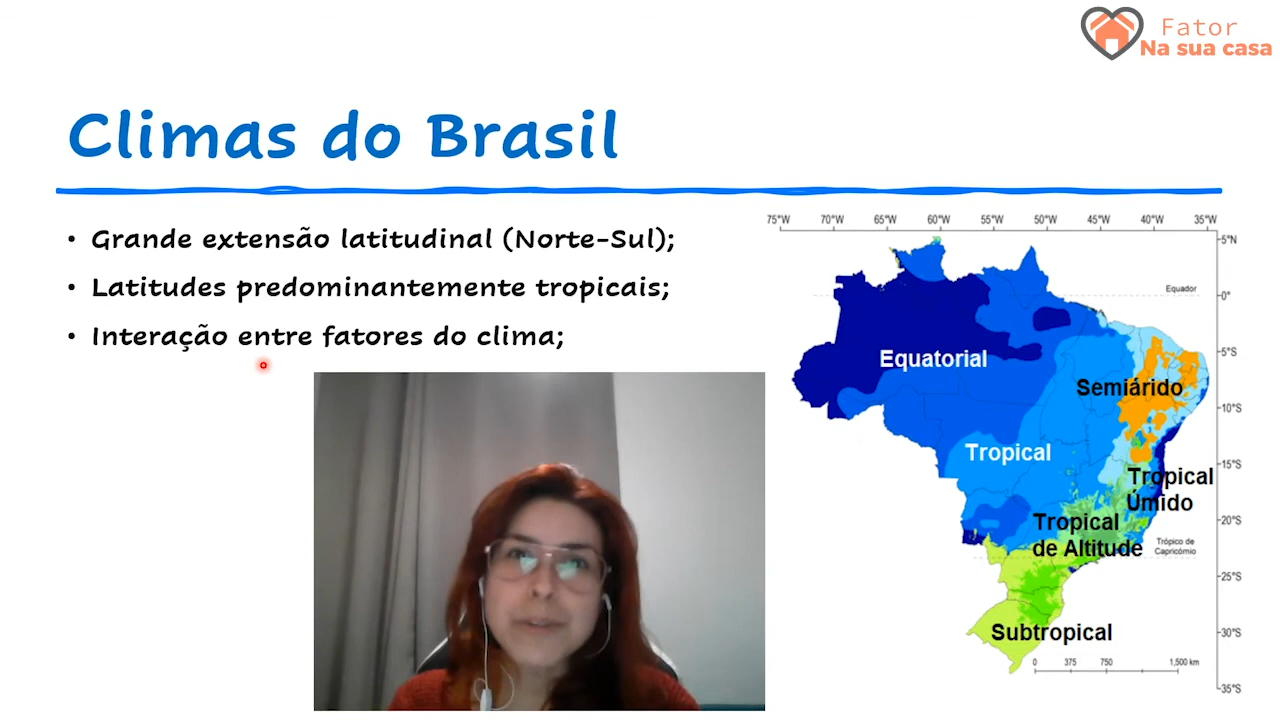 Fator
Na sua casa
Climas do Brasil
• Grande extensão latitudinal (Norte-Sul);
• Latitudes predominantemente tropicais;
• Interação entre fatores do clima;
75°W 70°W 65°W 60°W 55°W 50°W 45°W 40°W 35°W
5°N
Equador
0°
5°S
Equatorial
Semiárido
10°S
Tropical
15°S
Tropical
Úmido
20°S
Tropical
de Altitude
Trópico de
Capricórnio
25°S
Subtropical
30°S
0 375 750 1,500 km
35°S